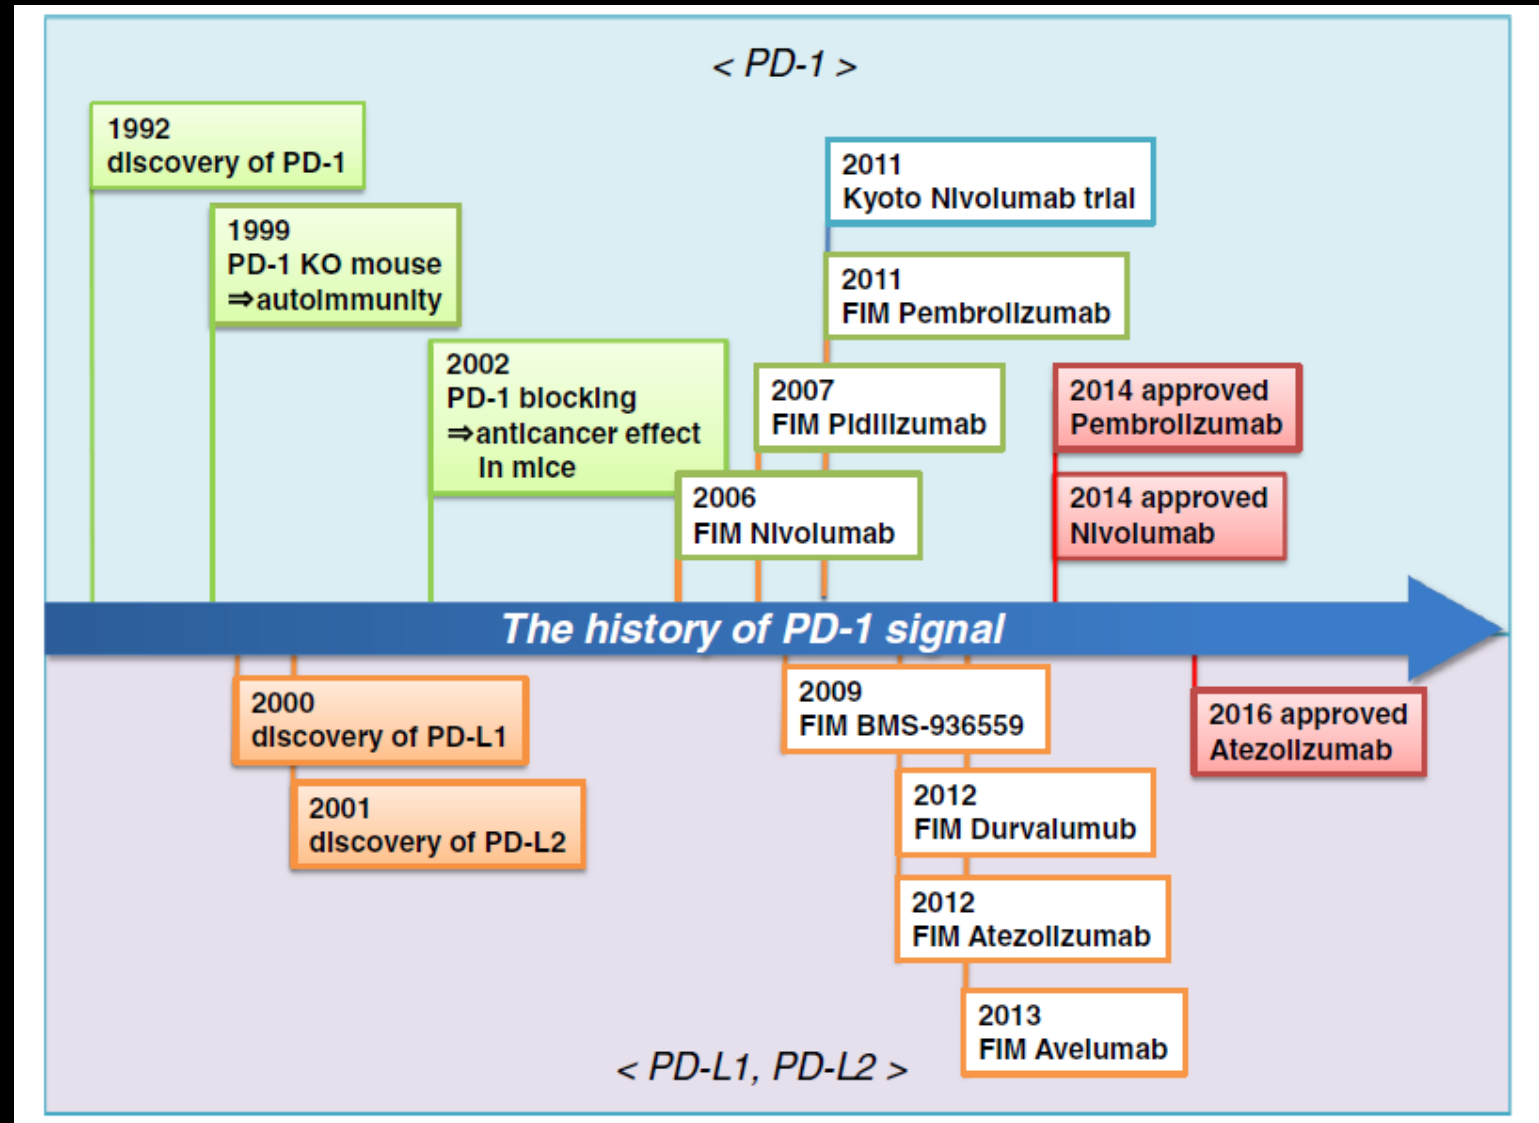 < PD-1 >
1992
discovery of PD-1
1999
PD-1 KO mouse
⇒autoimmunity
2002
PD-1 blocking
⇒anticancer effect
in mice
2011
Kyoto Nivolumab trial
2011
FIM Pembrolizumab
2007
FIM Pidilizumab
2006
FIM Nivolumab
2014 approved
Pembrolizumab
2014 approved
Nivolumab
The history of PD-1 signal
2000
discovery of PD-L1
2001
discovery of PD-L2
2009
FIM BMS-936559
2012
FIM Durvalumub
2012
FIM Atezolizumab
2013
FIM Avelumab
2016 approved
Atezolizumab
< PD-L1, PD-L2 >